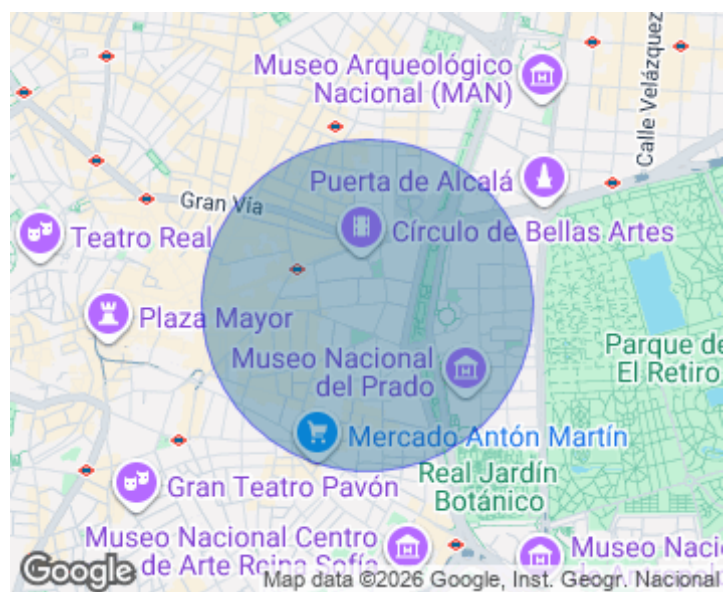 Museo Arqueológico
Nacional (MAN)
Calle Velázquez
Puerta de Alcalá
Gran Vía
Teatro Real
Círculo de Bellas Artes
Plaza Mayor
Parque de
El Retiro
Museo Nacional
del Prado
Mercado Antón Martín
Real Jardín
Botánico
Gran Teatro Pavón
Museo Nacional Centro
de Arte Reina Sofía
Museo Naci
Google
Map data ©2026 Google, Inst. Geogr. Nacional